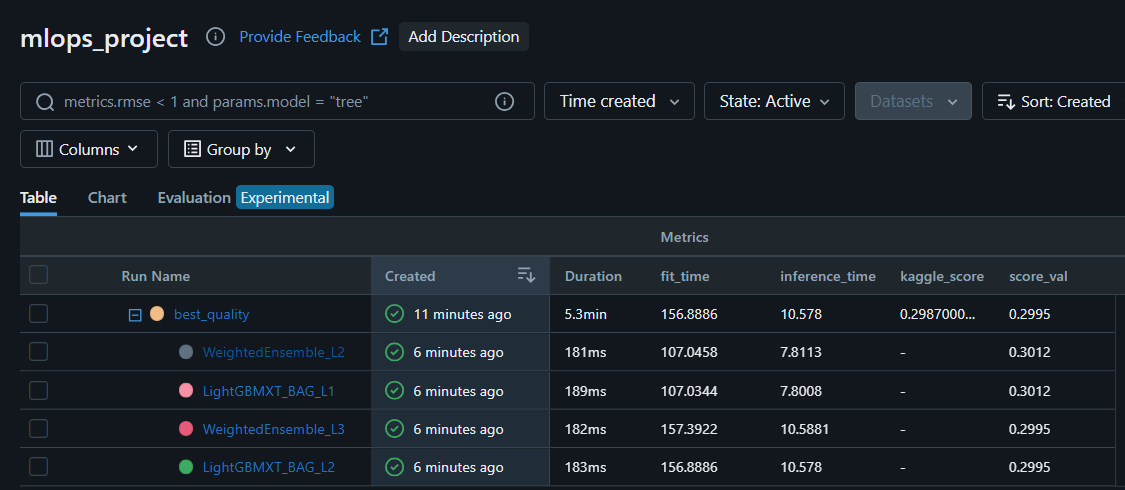 mlops_project Provide Feedback Add Description
metrics.rmse < 1 and params.model = "tree" Time created State: Active Datasets Sort: Created
Columns Group by
Table Chart Evaluation Experimental
Metrics
Run Name Created Duration fit_time inference_time kaggle_score score_val
best_quality 11 minutes ago 5.3min 156.8886 10.578 0.2987000... 0.2995
WeightedEnsemble_L2 6 minutes ago 181ms 107.0458 7.8113 - 0.3012
LightGBMXT_BAG_L1 6 minutes ago 189ms 107.0344 7.8008 - 0.3012
WeightedEnsemble_L3 6 minutes ago 182ms 157.3922 10.5881 - 0.2995
LightGBMXT_BAG_L2 6 minutes ago 183ms 156.8886 10.578 - 0.2995